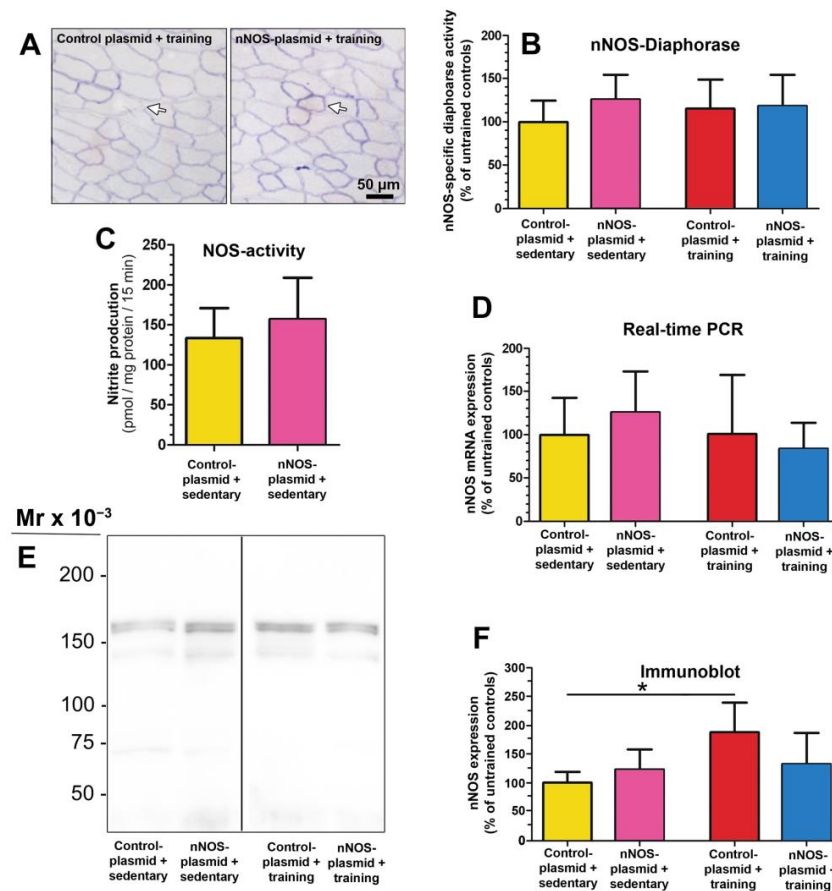 A
Control plasmid + training
nNOS-plasmid + training
50 µm
B
nNOS-Diaphorase
nNOS-specific diaphoarse activity
(% of untrained controls)
200
150
100
50
0
Control-
plasmid +
sedentary
nNOS-
plasmid +
sedentary
Control-
plasmid +
training
nNOS-
plasmid +
training
C
NOS-activity
Nitrite prodcution
(pmol / mg protein / 15 min)
250
200
150
100
50
0
Control-
plasmid +
sedentary
nNOS-
plasmid +
sedentary
D
Real-time PCR
nNOS mRNA expression
(% of untrained controls)
200
150
100
50
0
Control-
plasmid +
sedentary
nNOS-
plasmid +
sedentary
Control-
plasmid +
training
nNOS-
plasmid +
training
Mr x 10⁻³
E
200 -
150 -
100 -
75 -
50 -
Control-
plasmid +
sedentary
nNOS-
plasmid +
sedentary
Control-
plasmid +
training
nNOS-
plasmid +
training
F
Immunoblot
*
nNOS expression
(% of untrained controls)
300
250
200
150
100
50
0
Control-
plasmid +
sedentary
nNOS-
plasmid +
sedentary
Control-
plasmid +
training
nNOS-
plasmid +
training